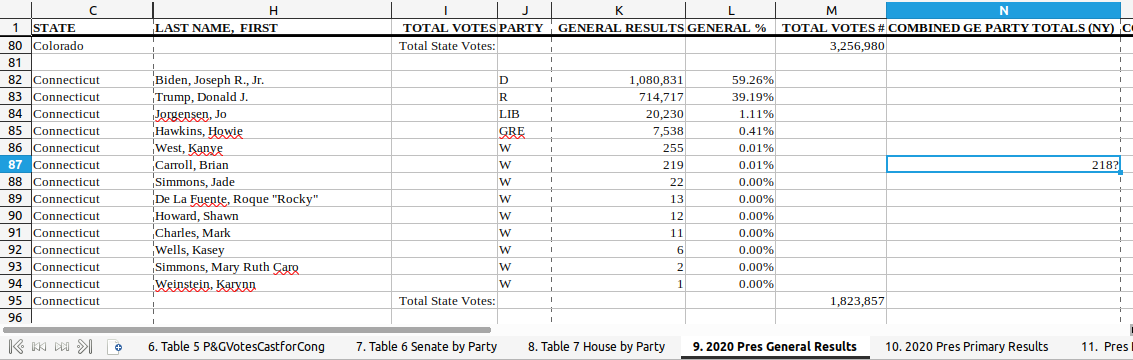 C H I J K L M N
1 STATE LAST NAME, FIRST TOTAL VOTES PARTY GENERAL RESULTS GENERAL % TOTAL VOTES # COMBINED GE PARTY TOTALS (NY) C
80 Colorado Total State Votes: 3,256,980
81
82 Connecticut Biden, Joseph R., Jr. D 1,080,831 59.26%
83 Connecticut Trump, Donald J. R 714,717 39.19%
84 Connecticut Jorgensen, Jo LIB 20,230 1.11%
85 Connecticut Hawkins, Howie GRE 7,538 0.41%
86 Connecticut West, Kanye W 255 0.01%
87 Connecticut Carroll, Brian W 219 0.01% 218?
88 Connecticut Simmons, Jade W 22 0.00%
89 Connecticut De La Fuente, Roque "Rocky" W 13 0.00%
90 Connecticut Howard, Shawn W 12 0.00%
91 Connecticut Charles, Mark W 11 0.00%
92 Connecticut Wells, Kasey W 6 0.00%
93 Connecticut Simmons, Mary Ruth Caro W 2 0.00%
94 Connecticut Weinstein, Karynn W 1 0.00%
95 Connecticut Total State Votes: 1,823,857
96
6. Table 5 P&GVotesCastforCong 7. Table 6 Senate by Party 8. Table 7 House by Party 9. 2020 Pres General Results 10. 2020 Pres Primary Results 11. Pres